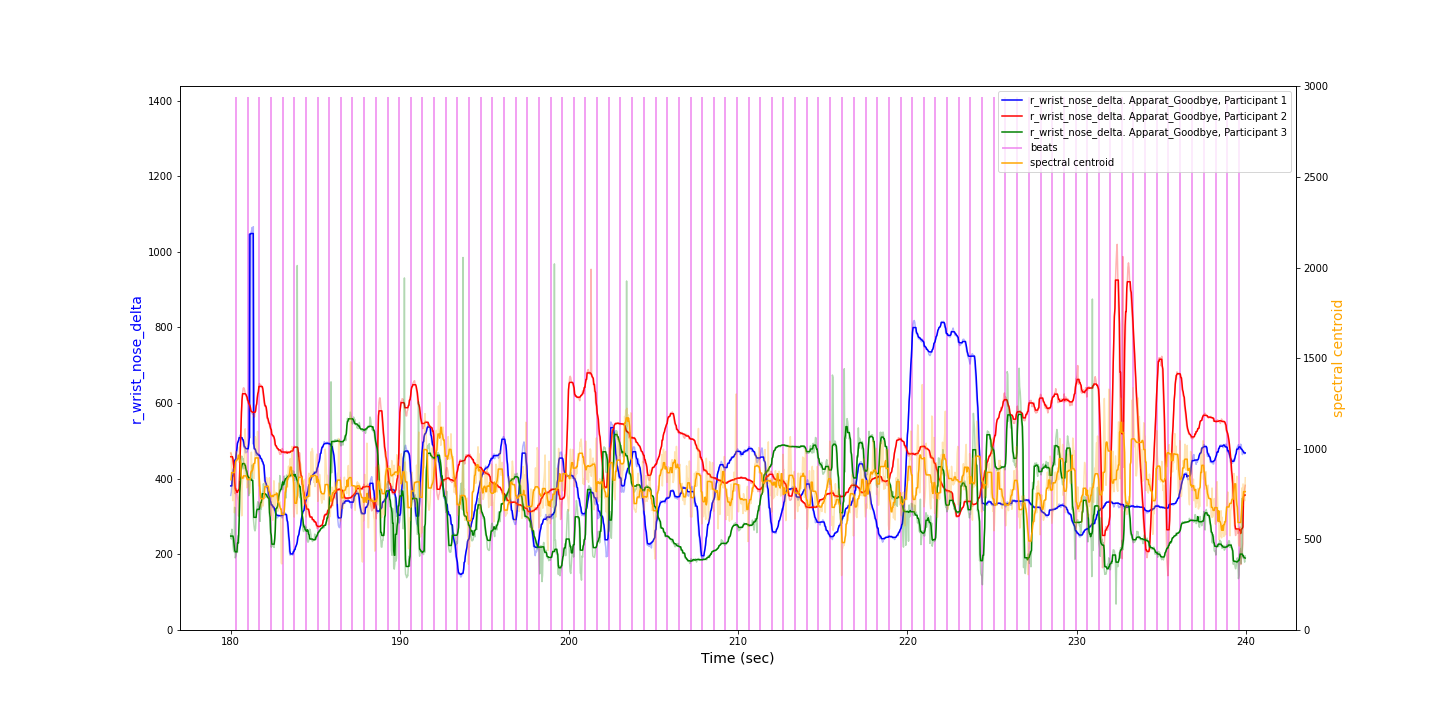 r_wrist_nose_delta. Apparat_Goodbye, Participant 1
r_wrist_nose_delta. Apparat_Goodbye, Participant 2
r_wrist_nose_delta. Apparat_Goodbye, Participant 3
beats
spectral centroid
1400
1200
1000
800
600
400
200
0
r_wrist_nose_delta
3000
2500
2000
1500
1000
500
0
spectral centroid
180
190
200
210
220
230
240
Time (sec)